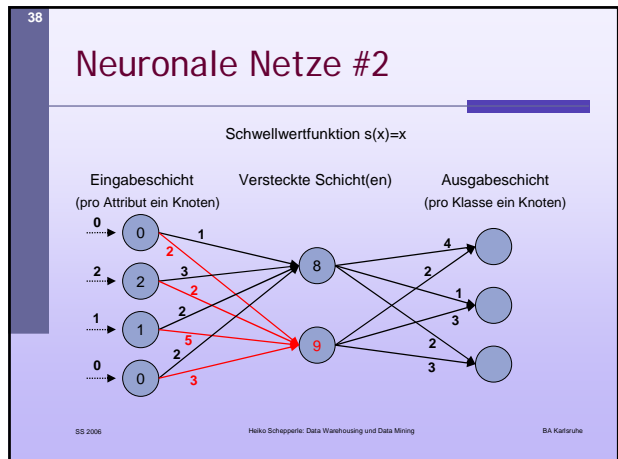 38
Neuronale Netze #2
Schwellwertfunktion s(x)=x
Eingabeschicht Versteckte Schicht(en) Ausgabeschicht
(pro Attribut ein Knoten) (pro Klasse ein Knoten)
0 0 1 4
2 2
2 2 3 8
2 1
1 1 2 3
5 9 2
0 0 2 3
3
SS 2006 Heiko Schepperle: Data Warehousing und Data Mining BA Karlsruhe